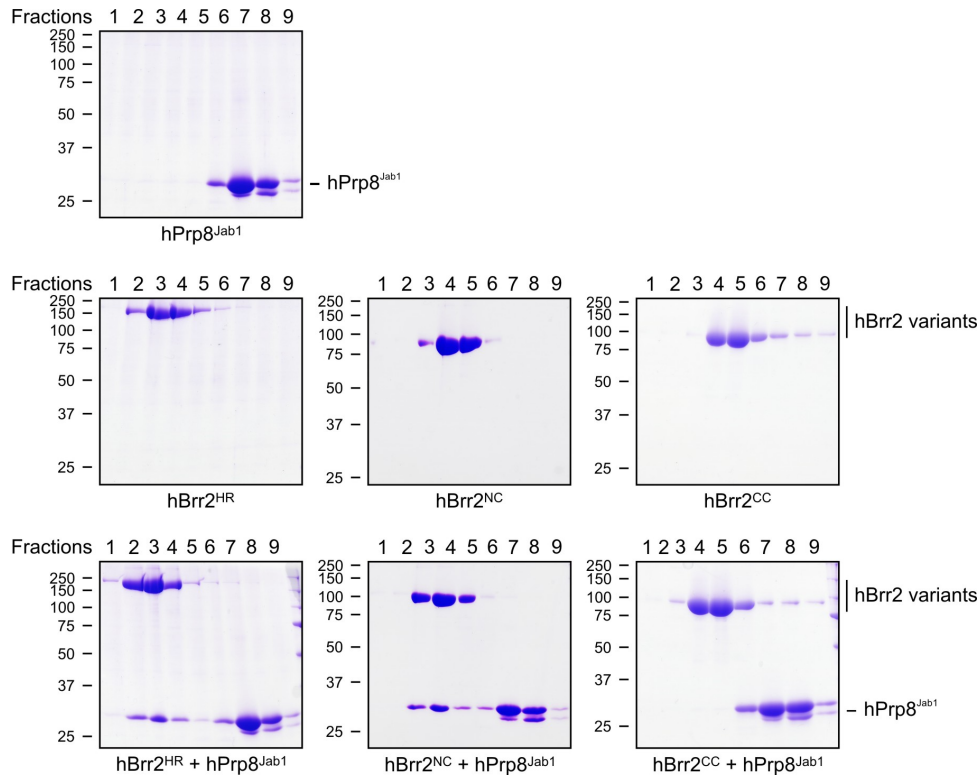 Fractions 1 2 3 4 5 6 7 8 9
250
150
100
75
50
37
25
hPrp8Jab1
hPrp8Jab1
Fractions 1 2 3 4 5 6 7 8 9
250
150
100
75
50
37
25
hBrr2HR
1 2 3 4 5 6 7 8 9
250
150
100
75
50
37
25
hBrr2NC
1 2 3 4 5 6 7 8 9
250
150
100
75
50
37
25
hBrr2CC
hBrr2 variants
Fractions 1 2 3 4 5 6 7 8 9
250
150
100
75
50
37
25
hBrr2HR + hPrp8Jab1
1 2 3 4 5 6 7 8 9
250
150
100
75
50
37
25
hBrr2NC + hPrp8Jab1
1 2 3 4 5 6 7 8 9
250
150
100
75
50
37
25
hBrr2CC + hPrp8Jab1
hBrr2 variants
hPrp8Jab1